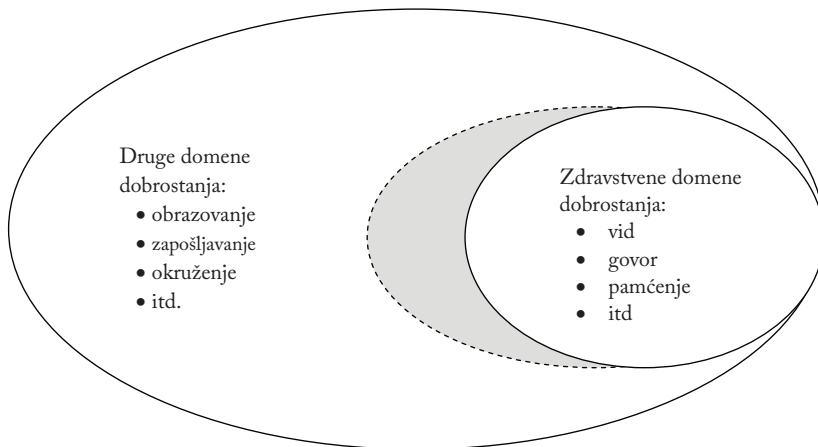 Druge domene
dobrostanja:
• obrazovanje
• zapošljavanje
• okruženje
• itd.
Zdravstvene domene
dobrostanja:
• vid
• govor
• pamćenje
• itd